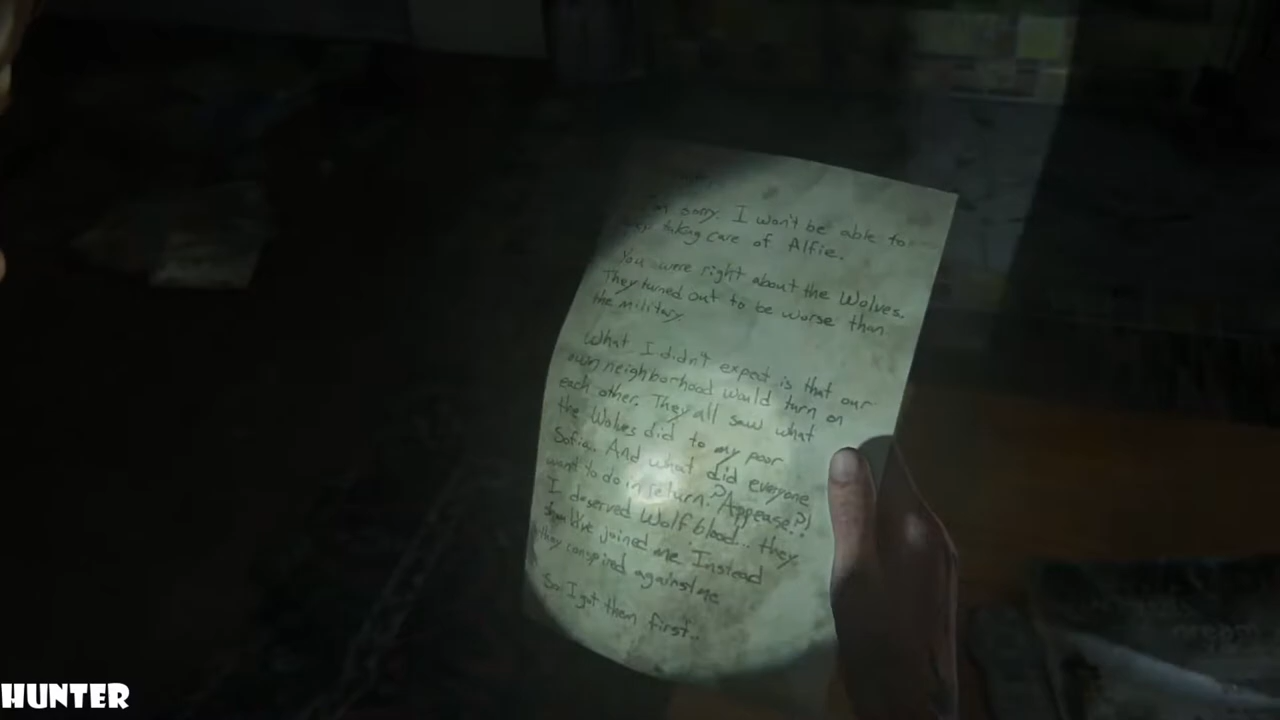 sorry. I won't be able to
taking care of Alfie.
You were right about the Wolves.
They turned out to be worse than
the military.
What I didn't expect is that our
own neighborhood would turn on
each other. They all saw what
the Wolves did to my poor
Sofia. And what did everyone
want to do in return? Appease?!
I deserved Wolf blood... they
should've joined me Instead
they conspired against me
So I got them first..
HUNTER